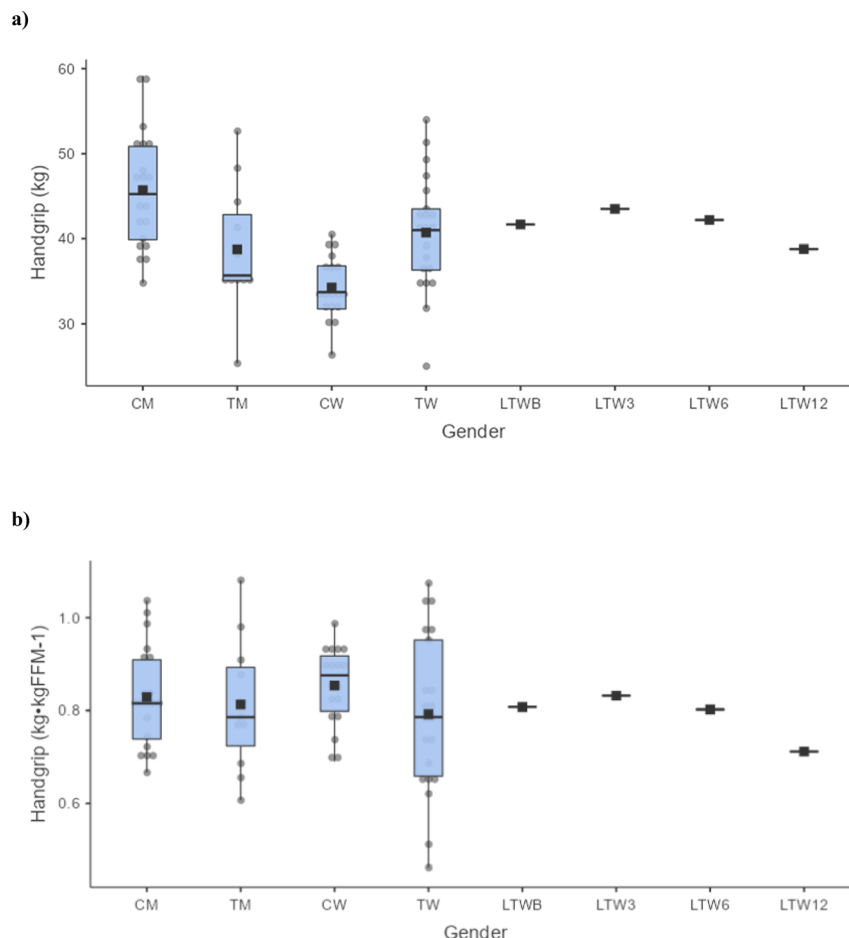 a)
Handgrip (kg)
60
50
40
30
CM TM CW TW LTWB LTW3 LTW6 LTW12
Gender
b)
Handgrip (kg•kgFFM-1)
1.0
0.8
0.6
CM TM CW TW LTWB LTW3 LTW6 LTW12
Gender